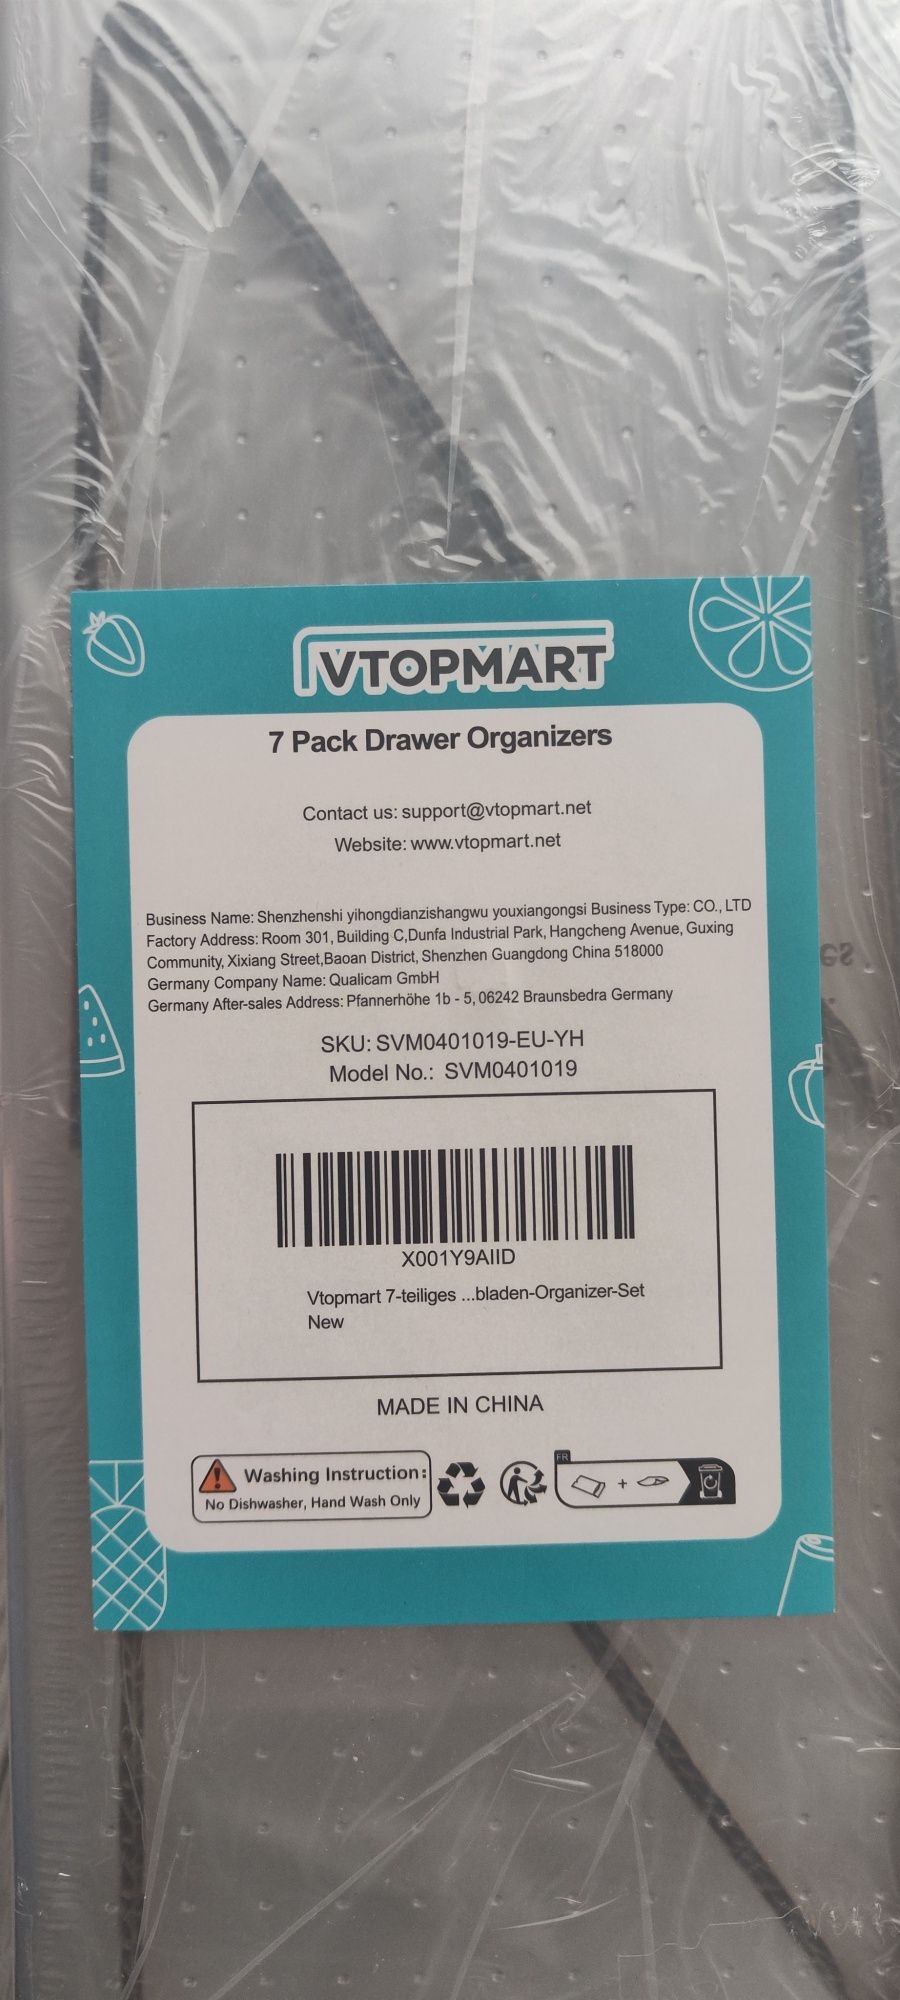 VTOPMART
7 Pack Drawer Organizers
Contact us: support@vtopmart.net
Website: www.vtopmart.net
Business Name: Shenzhenshi yihongdianzishangwu youxiangongsi Business Type: CO., LTD
Factory Address: Room 301, Building C,Dunfa Industrial Park, Hangcheng Avenue, Guxing
Community, Xixiang Street,Baoan District, Shenzhen Guangdong China 518000
Germany Company Name: Qualicam GmbH
Germany After-sales Address: Pfannerhöhe 1b - 5, 06242 Braunsbedra Germany
SKU: SVM0401019-EU-YH
Model No.: SVM0401019
X001Y9AIID
Vtopmart 7-teiliges ...bladen-Organizer-Set
New
MADE IN CHINA
Washing Instruction:
No Dishwasher, Hand Wash Only
FR